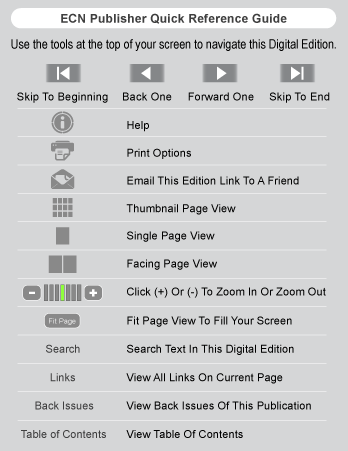 ECN Publisher Quick Reference Guide
Use the tools at the top of your screen to navigate this Digital Edition.
Skip To Beginning Back One Forward One Skip To End
Help
Print Options
Email This Edition Link To A Friend
Thumbnail Page View
Single Page View
Facing Page View
Click (+) Or (-) To Zoom In Or Zoom Out
Fit Page Fit Page View To Fill Your Screen
Search Search Text In This Digital Edition
Links View All Links On Current Page
Back Issues View Back Issues Of This Publication
Table of Contents View Table Of Contents